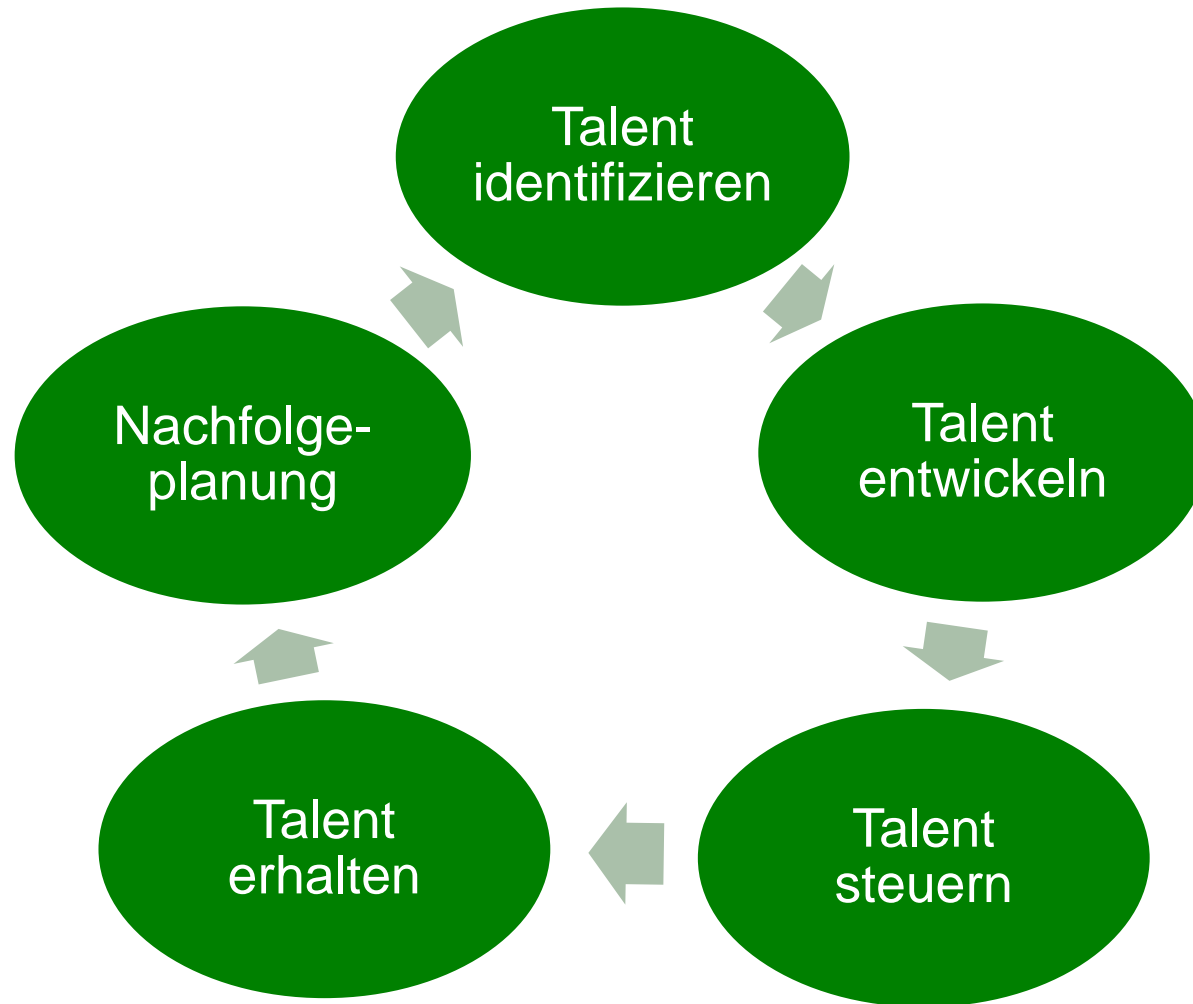 Talent
identifizieren
Talent
entwickeln
Talent
steuern
Talent
erhalten
Nachfolge-
planung